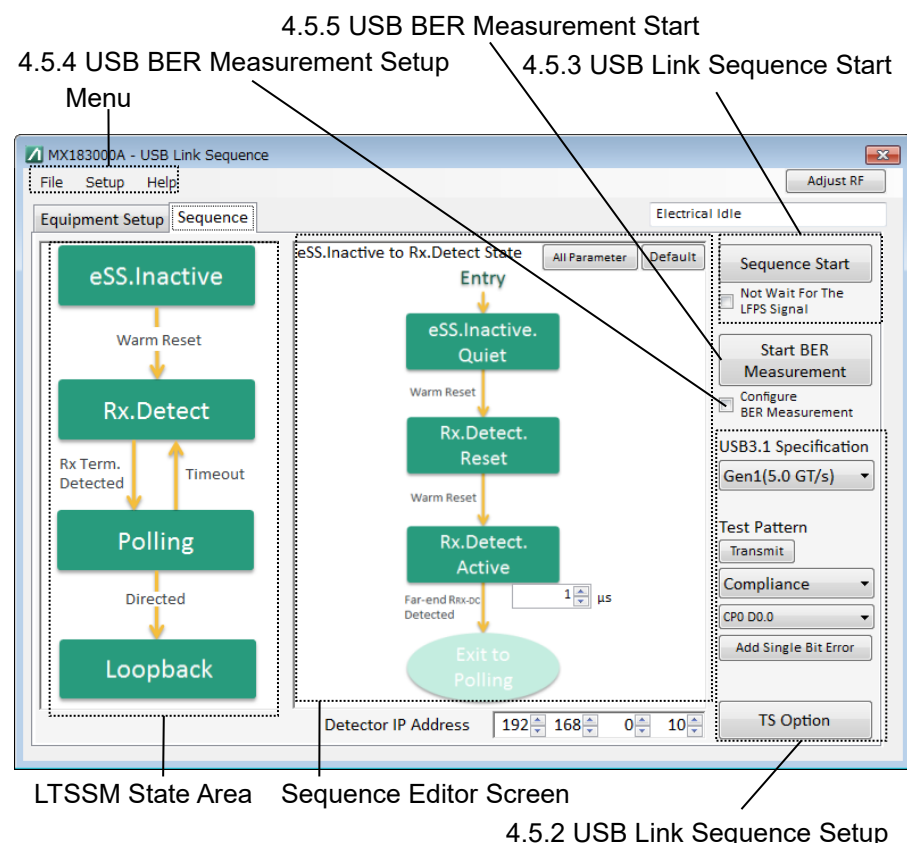 4.5.5 USB BER Measurement Start
4.5.4 USB BER Measurement Setup
4.5.3 USB Link Sequence Start
Menu
MX183000A - USB Link Sequence
File Setup Help
Adjust RF
Equipment Setup Sequence
Electrical Idle
eSS.Inactive
Warm Reset
Rx.Detect
Rx Term.
Detected
Timeout
Polling
Directed
Loopback
eSS.Inactive to Rx.Detect State
All Parameter
Default
Entry
eSS.Inactive.
Quiet
Warm Reset
Rx.Detect.
Reset
Warm Reset
Rx.Detect.
Active
Far-end RRX-DC
Detected
1 µs
Exit to
Polling
Detector IP Address 192 168 0 10
Sequence Start
Not Wait For The
LFPS Signal
Start BER
Measurement
Configure
BER Measurement
USB3.1 Specification
Gen1(5.0 GT/s)
Test Pattern
Transmit
Compliance
CP0 D0.0
Add Single Bit Error
TS Option
LTSSM State Area
Sequence Editor Screen
4.5.2 USB Link Sequence Setup